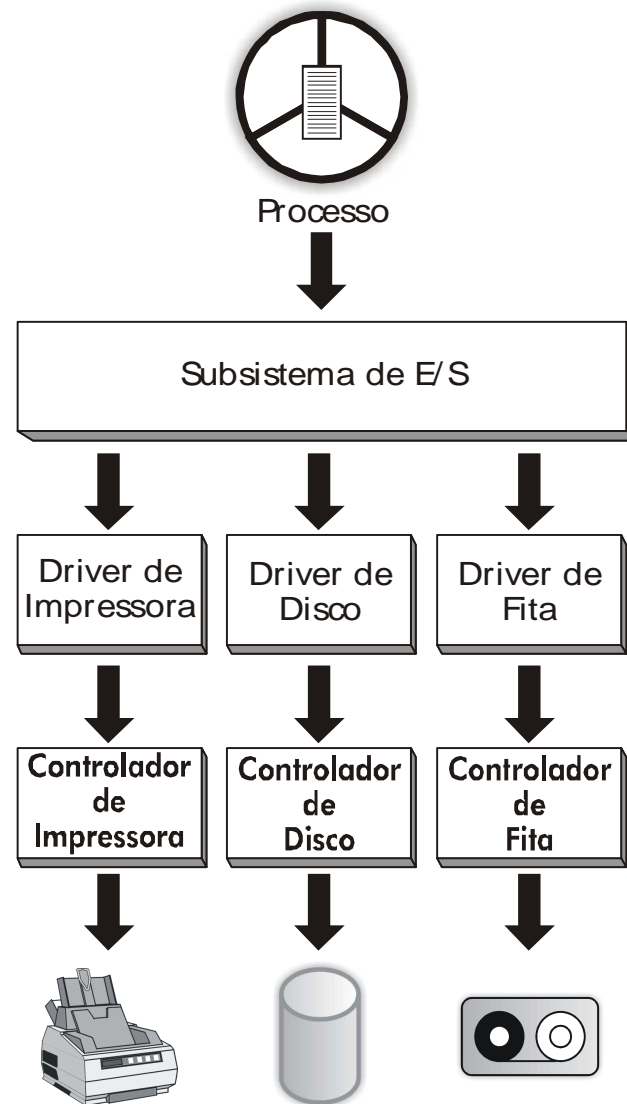 Processo
Subsistema de E/S
Driver de
Impressora
Driver de
Disco
Driver de
Fita
Controlador
de
Impressora
Controlador
de
Disco
Controlador
de
Fita